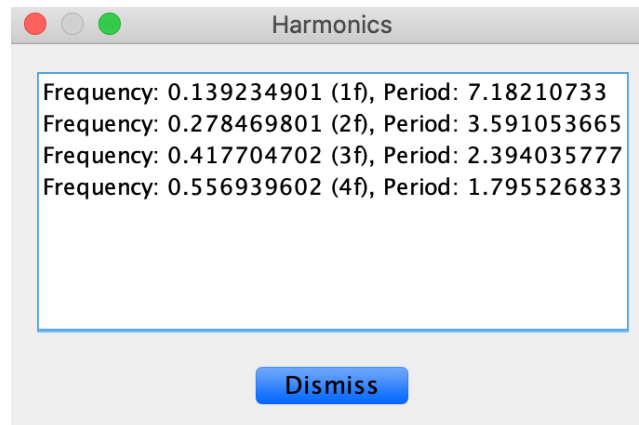 Harmonics
Frequency: 0.139234901 (1f), Period: 7.18210733
Frequency: 0.278469801 (2f), Period: 3.591053665
Frequency: 0.417704702 (3f), Period: 2.394035777
Frequency: 0.556939602 (4f), Period: 1.795526833
Dismiss